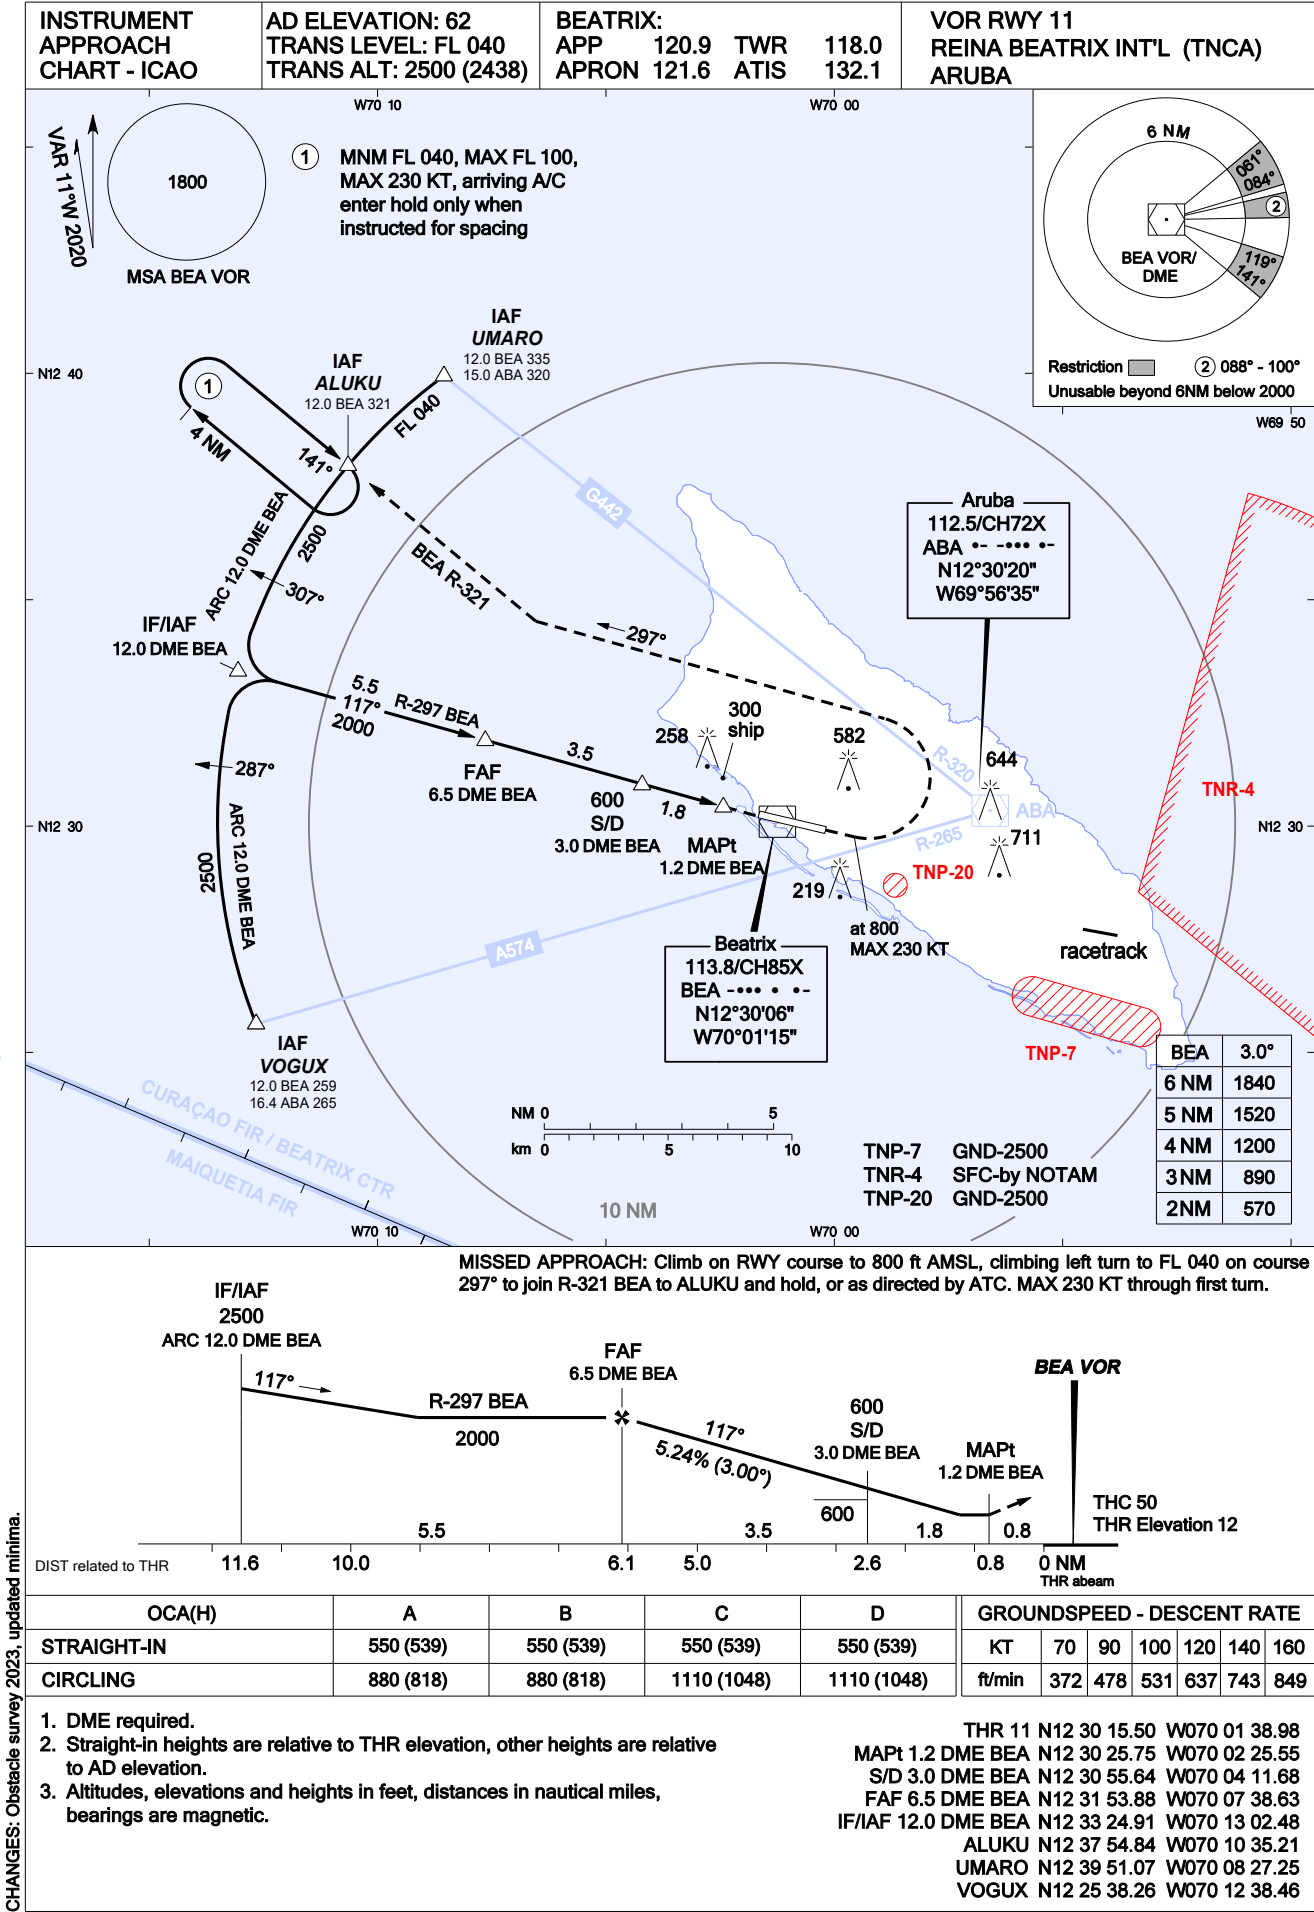 INSTRUMENT
APPROACH
CHART - ICAO
AD ELEVATION: 62
TRANS LEVEL: FL 040
TRANS ALT: 2500 (2438)
BEATRIX:
APP 120.9 TWR 118.0
APRON 121.6 ATIS 132.1
VOR RWY 11
REINA BEATRIX INT'L (TNCA)
ARUBA
W70 10
W70 00
VAR 11°W 2020
1800
MSA BEA VOR
1 MNM FL 040, MAX FL 100,
MAX 230 KT, arriving A/C
enter hold only when
instructed for spacing
6 NM
061°
084°
2
119°
141°
BEA VOR/
DME
Restriction
2 088° - 100°
Unusable beyond 6NM below 2000
W69 50
N12 40
IAF
UMARO
12.0 BEA 335
15.0 ABA 320
IAF
ALUKU
12.0 BEA 321
1
4 NM
141°
FL 040
G442
ARC 12.0 DME BEA
2500
307°
BEA R-321
297°
Aruba
112.5/CH72X
ABA •- -••• •-
N12°30'20"
W69°56'35"
IF/IAF
12.0 DME BEA
5.5
117°
2000
R-297 BEA
FAF
6.5 DME BEA
3.5
600
S/D
3.0 DME BEA
1.8
MAPt
1.2 DME BEA
258
300
ship
582
R-320
644
ABA
711
R-265
TNR-4
N12 30
TNP-20
219
at 800
MAX 230 KT
287°
ARC 12.0 DME BEA
2500
A574
Beatrix
113.8/CH85X
BEA -••• • •-
N12°30'06"
W70°01'15"
racetrack
TNP-7
IAF
VOGUX
12.0 BEA 259
16.4 ABA 265
CURAÇAO FIR / BEATRIX CTR
MAIQUETIA FIR
NM 0 5
km 0 5 10
10 NM
TNP-7 GND-2500
TNR-4 SFC-by NOTAM
TNP-20 GND-2500
BEA 3.0°
6 NM 1840
5 NM 1520
4 NM 1200
3 NM 890
2 NM 570
W70 10
W70 00
MISSED APPROACH: Climb on RWY course to 800 ft AMSL, climbing left turn to FL 040 on course
297° to join R-321 BEA to ALUKU and hold, or as directed by ATC. MAX 230 KT through first turn.
IF/IAF
2500
ARC 12.0 DME BEA
117°
R-297 BEA
2000
FAF
6.5 DME BEA
117°
5.24% (3.00°)
600
S/D
3.0 DME BEA
600
MAPt
1.2 DME BEA
BEA VOR
THC 50
THR Elevation 12
5.5 3.5 1.8 0.8
DIST related to THR 11.6 10.0 6.1 5.0 2.6 0.8 0 NM
THR abeam
OCA(H) A B C D
STRAIGHT-IN 550 (539) 550 (539) 550 (539) 550 (539)
CIRCLING 880 (818) 880 (818) 1110 (1048) 1110 (1048)
GROUNDSPEED - DESCENT RATE
KT 70 90 100 120 140 160
ft/min 372 478 531 637 743 849
1. DME required.
2. Straight-in heights are relative to THR elevation, other heights are relative
to AD elevation.
3. Altitudes, elevations and heights in feet, distances in nautical miles,
bearings are magnetic.
THR 11 N12 30 15.50 W070 01 38.98
MAPt 1.2 DME BEA N12 30 25.75 W070 02 25.55
S/D 3.0 DME BEA N12 30 55.64 W070 04 11.68
FAF 6.5 DME BEA N12 31 53.88 W070 07 38.63
IF/IAF 12.0 DME BEA N12 33 24.91 W070 13 02.48
ALUKU N12 37 54.84 W070 10 35.21
UMARO N12 39 51.07 W070 08 27.25
VOGUX N12 25 38.26 W070 12 38.46
CHANGES: Obstacle survey 2023, updated minima.